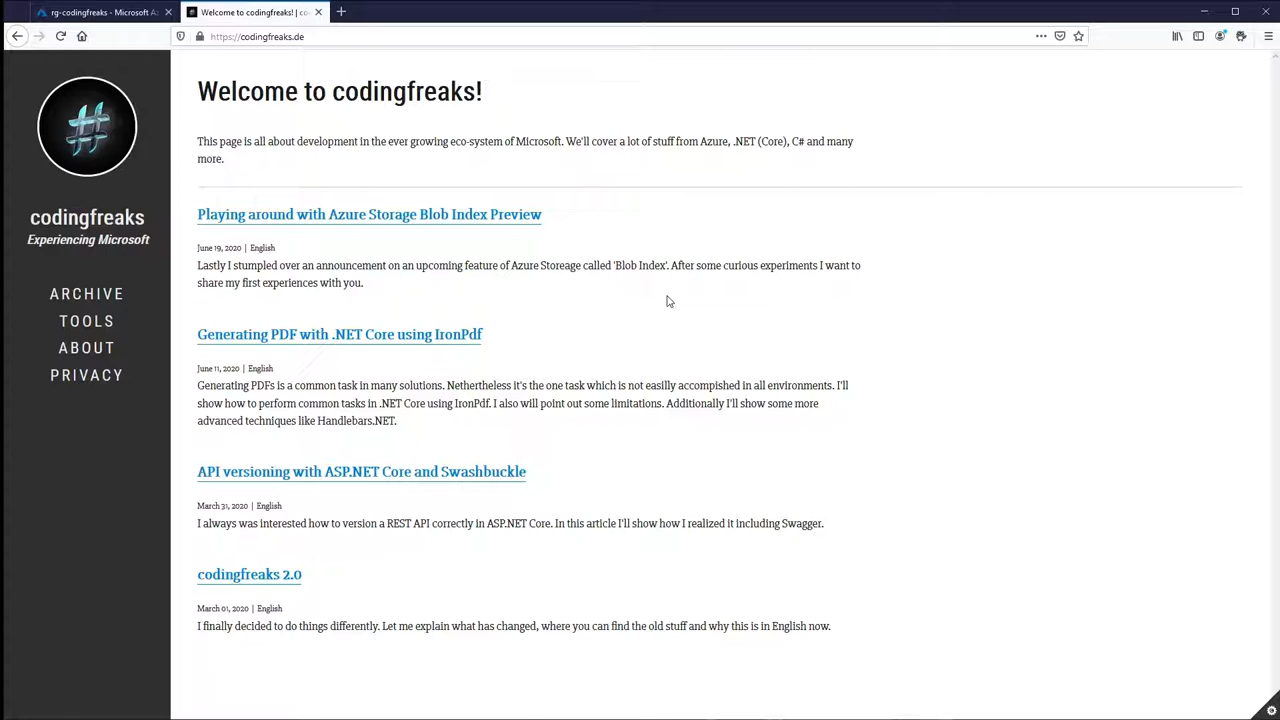 rg-codingfreaks - Microsoft Az
Welcome to codingfreaks! | co
https://codingfreaks.de
codingfreaks
Experiencing Microsoft
ARCHIVE
TOOLS
ABOUT
PRIVACY
Welcome to codingfreaks!
This page is all about development in the ever growing eco-system of Microsoft. We'll cover a lot of stuff from Azure, .NET (Core), C# and many
more.
Playing around with Azure Storage Blob Index Preview
June 19, 2020 | English
Lastly I stumpled over an announcement on an upcoming feature of Azure Storeage called 'Blob Index'. After some curious experiments I want to
share my first experiences with you.
Generating PDF with .NET Core using IronPdf
June 11, 2020 | English
Generating PDFs is a common task in many solutions. Nethertheless it's the one task which is not easilly accompished in all environments. I'll
show how to perform common tasks in .NET Core using IronPdf. I also will point out some limitations. Additionally I'll show some more
advanced techniques like Handlebars.NET.
API versioning with ASP.NET Core and Swashbuckle
March 31, 2020 | English
I always was interested how to version a REST API correctly in ASP.NET Core. In this article I'll show how I realized it including Swagger.
codingfreaks 2.0
March 01, 2020 | English
I finally decided to do things differently. Let me explain what has changed, where you can find the old stuff and why this is in English now.